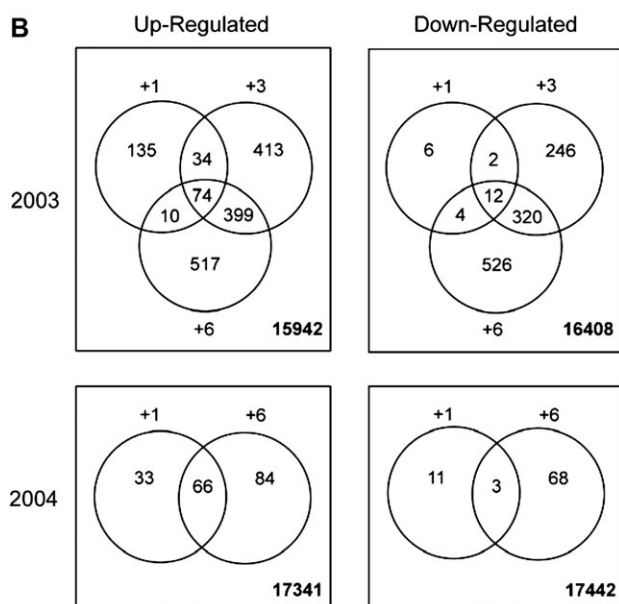 B
Up-Regulated Down-Regulated
+1 +3 +1 +3
135 34 413 6 2 246
2003
74 12
10 399 4 320
517 526
+6 15942 +6 16408
+1 +6 +1 +6
33 66 84 11 3 68
2004
17341 17442